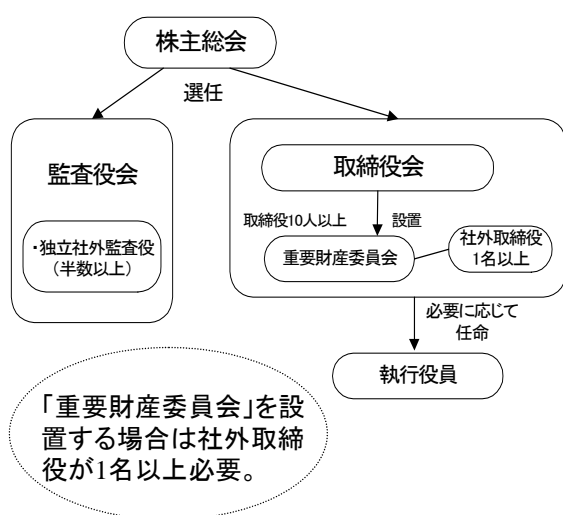 株主総会
選任
監査役会
・独立社外監査役
(半数以上)
取締役会
取締役10人以上
設置
重要財産委員会
社外取締役
1名以上
必要に応じて
任命
執行役員
「重要財産委員会」を設
置する場合は社外取締
役が1名以上必要。